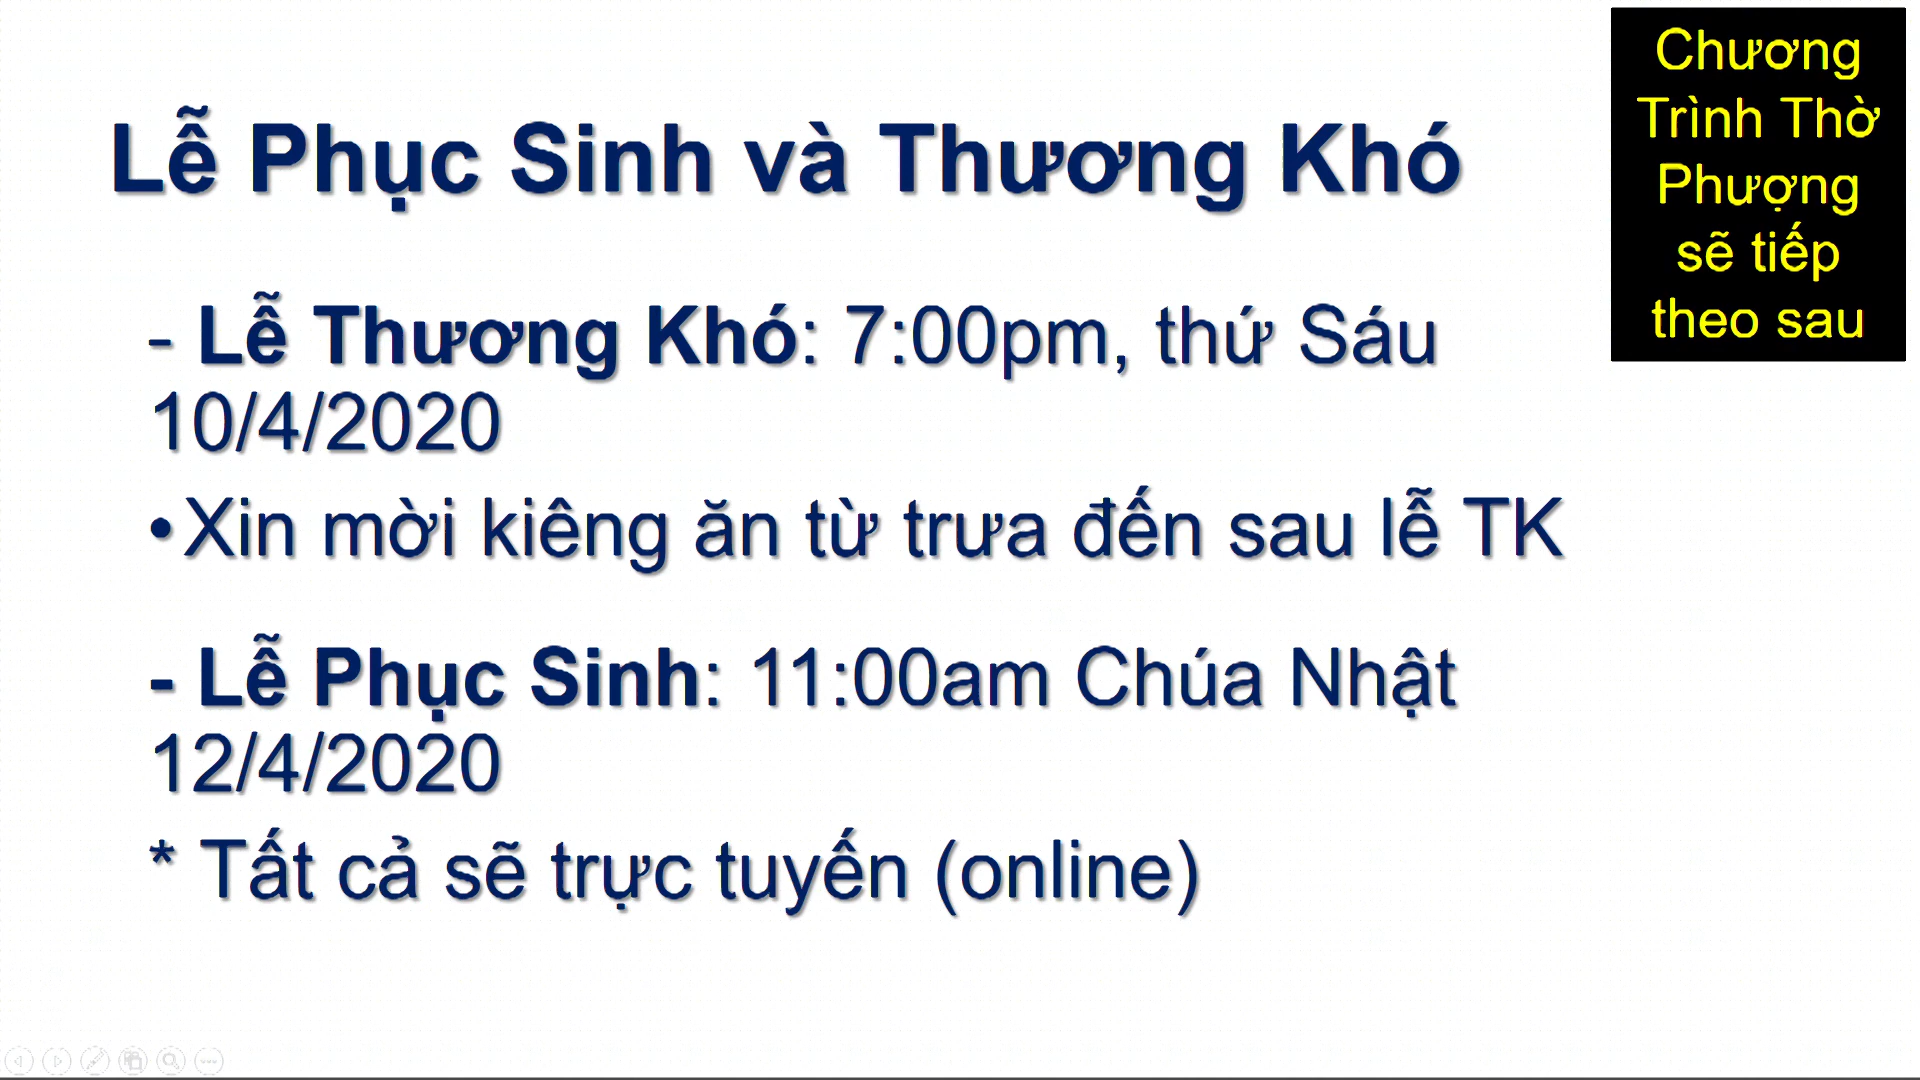 Lễ Phục Sinh và Thương Khó
- Lễ Thương Khó: 7:00pm, thứ Sáu
10/4/2020
• Xin mời kiêng ăn từ trưa đến sau lễ TK
- Lễ Phục Sinh: 11:00am Chúa Nhật
12/4/2020
* Tất cả sẽ trực tuyến (online)
Chương
Trình Thờ
Phượng
sẽ tiếp
theo sau